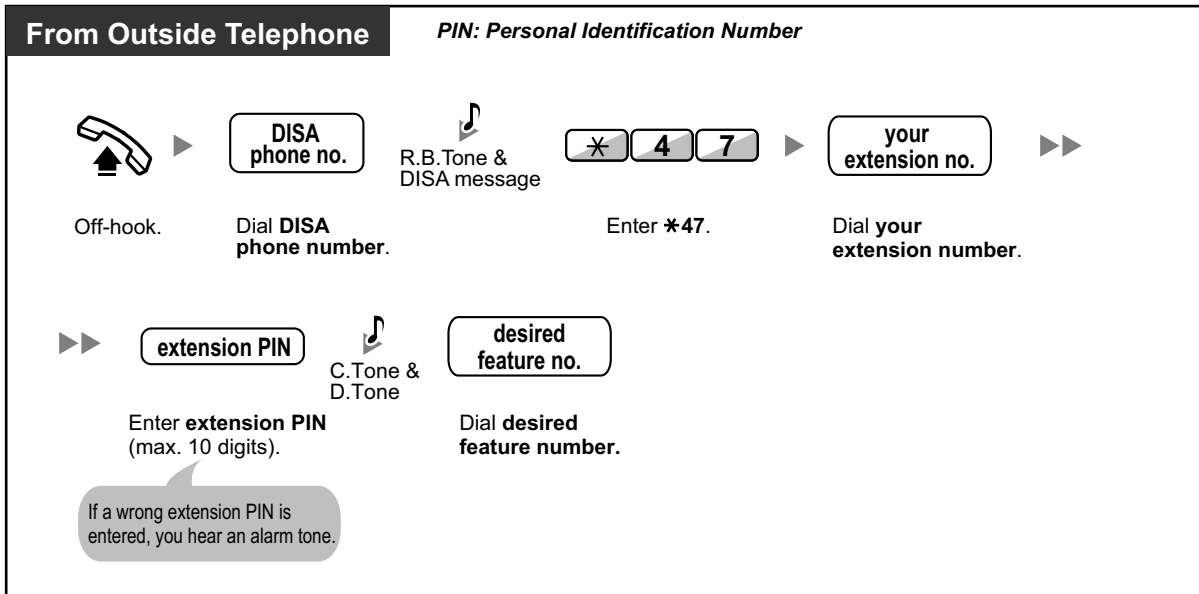 From Outside Telephone
PIN: Personal Identification Number
DISA
phone no.
R.B.Tone &
DISA message
* 4 7
your
extension no.
Off-hook.
Dial DISA
phone number.
Enter *47.
Dial your
extension number.
extension PIN
C.Tone &
D.Tone
desired
feature no.
Enter extension PIN
(max. 10 digits).
Dial desired
feature number.
If a wrong extension PIN is
entered, you hear an alarm tone.